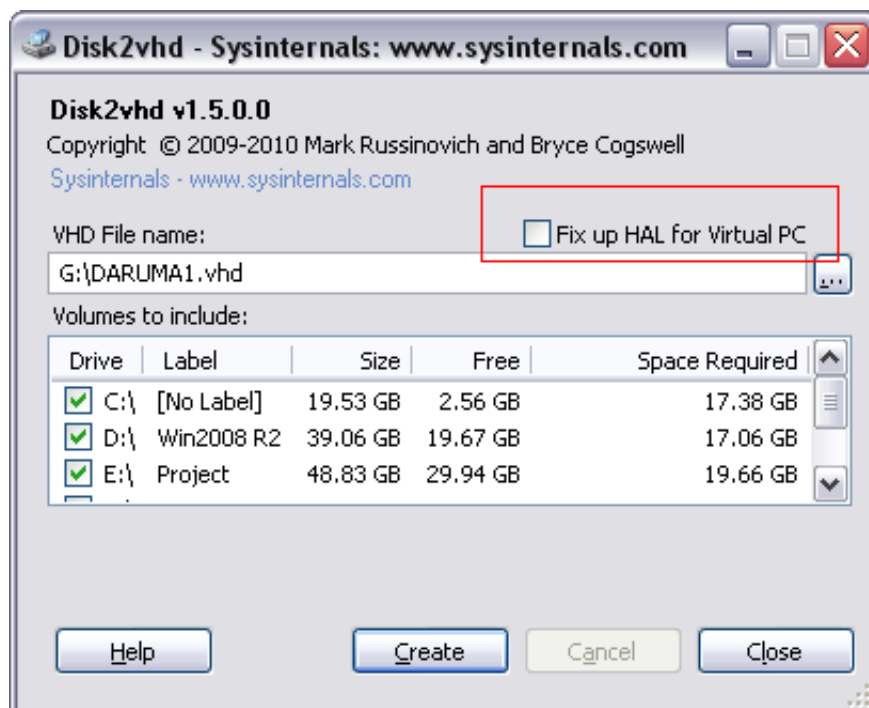 Disk2vhd - Sysinternals: www.sysinternals.com
Disk2vhd v1.5.0.0
Copyright © 2009-2010 Mark Russinovich and Bryce Cogswell
Sysinternals - www.sysinternals.com
VHD File name: Fix up HAL for Virtual PC
G:\DARUMA1.vhd ...
Volumes to include:
Drive Label Size Free Space Required
C:\ [No Label] 19.53 GB 2.56 GB 17.38 GB
D:\ Win2008 R2 39.06 GB 19.67 GB 17.06 GB
E:\ Project 48.83 GB 29.94 GB 19.66 GB
Help Create Cancel Close